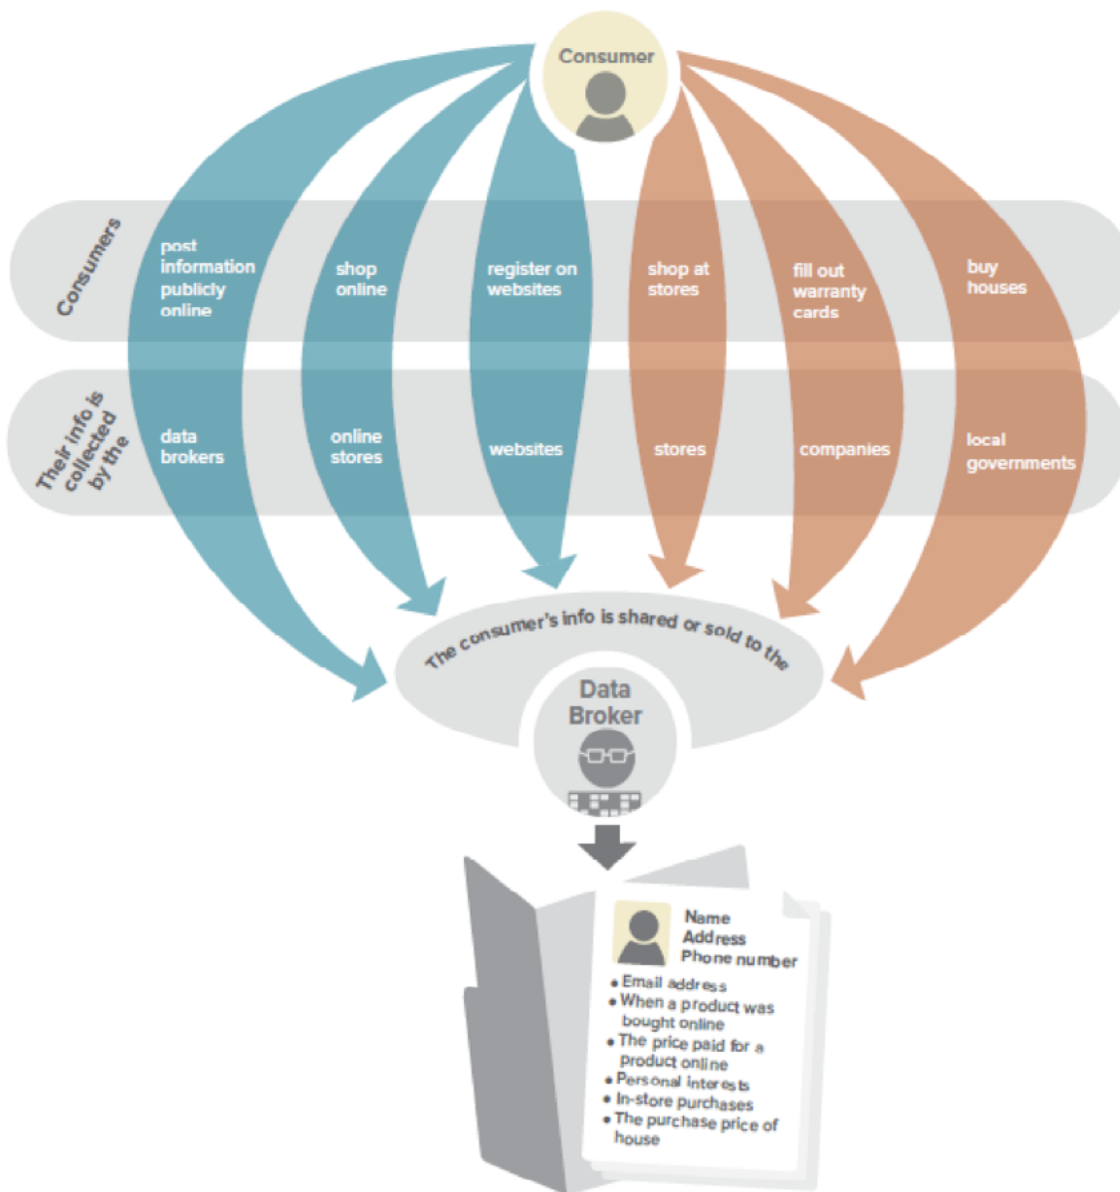 Consumer
Consumers
post
information
publicly
online
shop
online
register on
websites
shop at
stores
fill out
warranty
cards
buy
houses
Their info is
collected
by the
data
brokers
online
stores
websites
stores
companies
local
governments
The consumer's info is shared or sold to the
Data
Broker
Name
Address
Phone number
• Email address
• When a product was
bought online
• The price paid for a
product online
• Personal interests
• In-store purchases
• The purchase price of
house